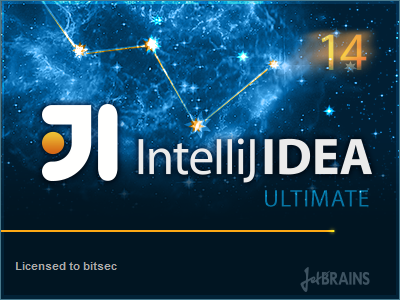 14
IntelliJ IDEA
ULTIMATE
Licensed to bitsec
JetBRAINS